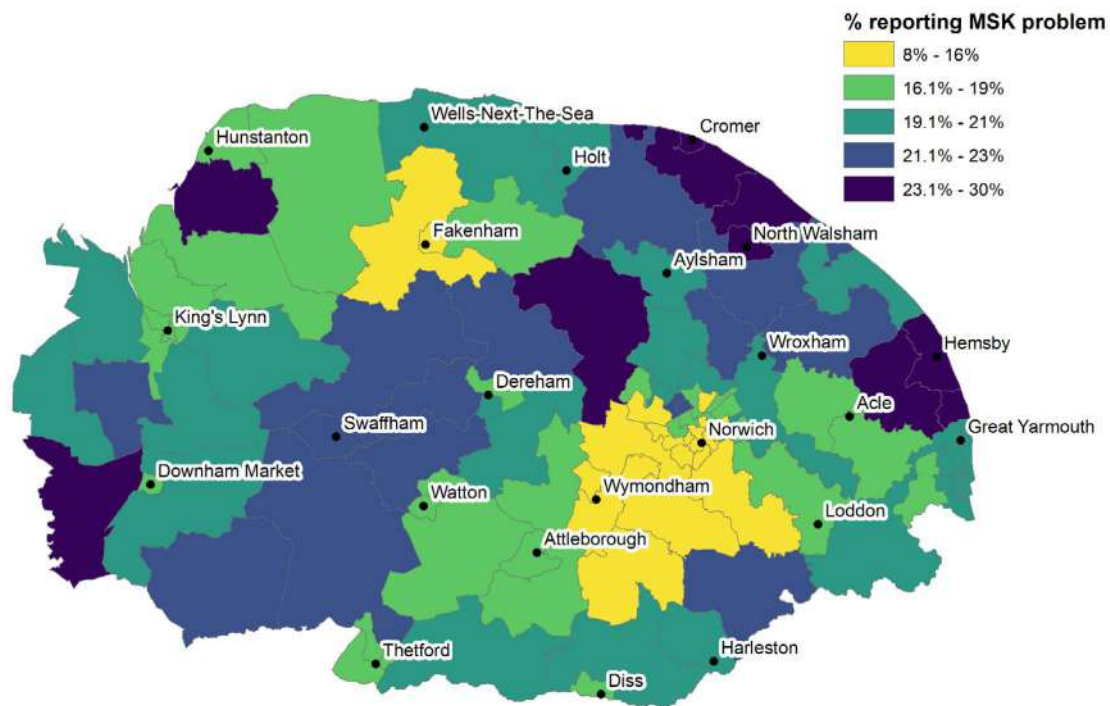 % reporting MSK problem
8% - 16%
16.1% - 19%
19.1% - 21%
21.1% - 23%
23.1% - 30%
Wells-Next-The-Sea
Cromer
Hunstanton
Holt
Fakenham
North Walsham
Aylsham
King's Lynn
Wroxham
Hemsby
Dereham
Acle
Swaffham
Norwich
Great Yarmouth
Downham Market
Watton
Wymondham
Loddon
Attleborough
Thetford
Harleston
Diss